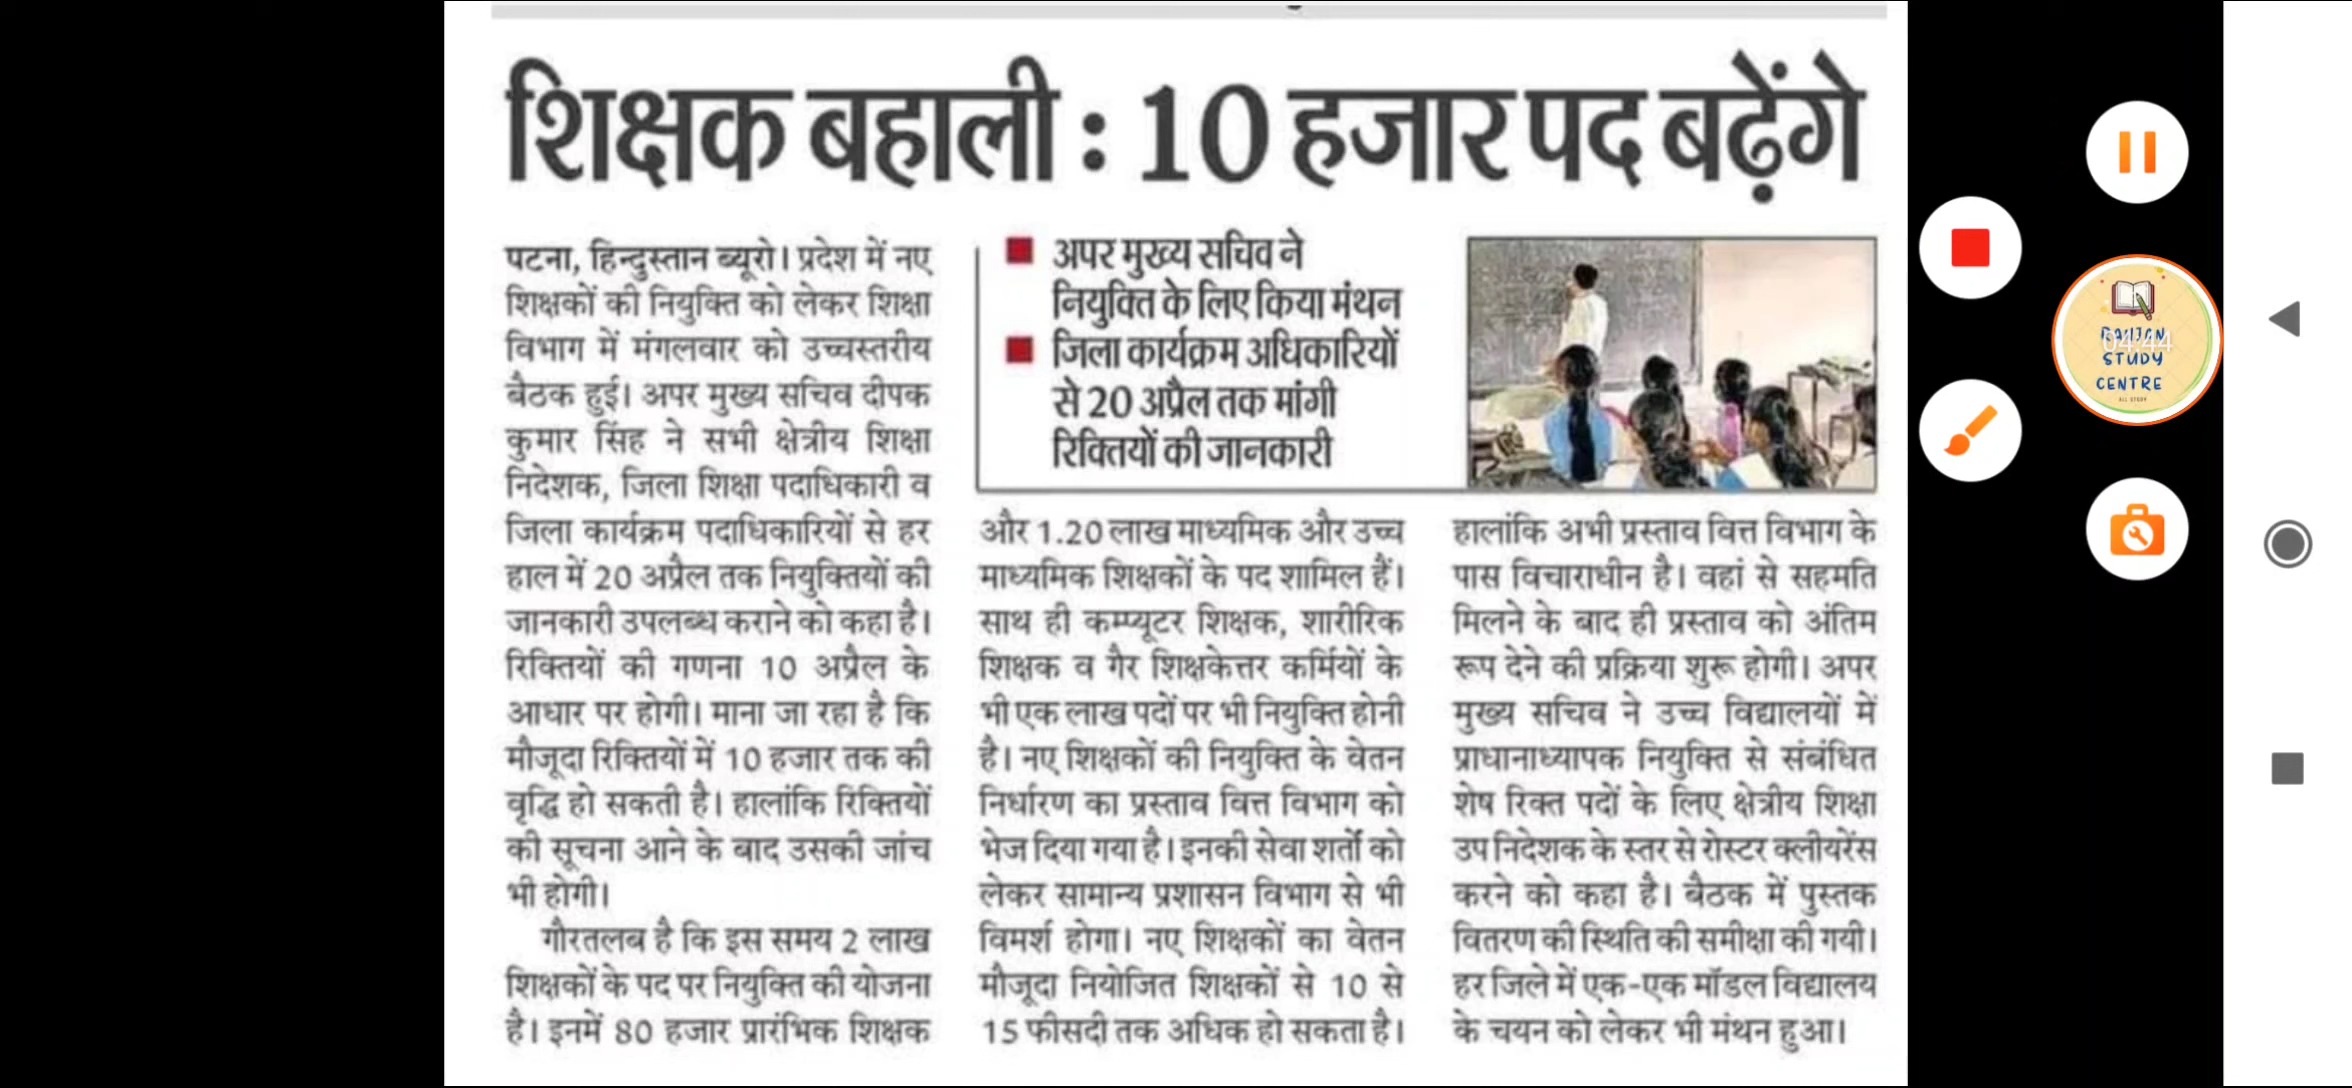 शिक्षक बहाली : 10 हजार पद बढ़ेंगे
पटना, हिन्दुस्तान ब्यूरो। प्रदेश में नए
शिक्षकों की नियुक्ति को लेकर शिक्षा
विभाग में मंगलवार को उच्चस्तरीय
बैठक हुई। अपर मुख्य सचिव दीपक
कुमार सिंह ने सभी क्षेत्रीय शिक्षा
निदेशक, जिला शिक्षा पदाधिकारी व
जिला कार्यक्रम पदाधिकारियों से हर
हाल में 20 अप्रैल तक नियुक्तियों की
जानकारी उपलब्ध कराने को कहा है।
रिक्तियों की गणना 10 अप्रैल के
आधार पर होगी। माना जा रहा है कि
मौजूदा रिक्तियों में 10 हजार तक की
वृद्धि हो सकती है। हालांकि रिक्तियों
की सूचना आने के बाद उसकी जांच
भी होगी।
गौरतलब है कि इस समय 2 लाख
शिक्षकों के पद पर नियुक्ति की योजना
है। इनमें 80 हजार प्रारंभिक शिक्षक
अपर मुख्य सचिव ने
नियुक्ति के लिए किया मंथन
जिला कार्यक्रम अधिकारियों
से 20 अप्रैल तक मांगी
रिक्तियों की जानकारी
और 1.20 लाख माध्यमिक और उच्च
माध्यमिक शिक्षकों के पद शामिल हैं।
साथ ही कम्प्यूटर शिक्षक, शारीरिक
शिक्षक व गैर शिक्षकेत्तर कर्मियों के
भी एक लाख पदों पर भी नियुक्ति होनी
है। नए शिक्षकों की नियुक्ति के वेतन
निर्धारण का प्रस्ताव वित्त विभाग को
भेज दिया गया है। इनकी सेवा शर्तों को
लेकर सामान्य प्रशासन विभाग से भी
विमर्श होगा। नए शिक्षकों का वेतन
मौजूदा नियोजित शिक्षकों से 10 से
15 फीसदी तक अधिक हो सकता है।
हालांकि अभी प्रस्ताव वित्त विभाग के
पास विचाराधीन है। वहां से सहमति
मिलने के बाद ही प्रस्ताव को अंतिम
रूप देने की प्रक्रिया शुरू होगी। अपर
मुख्य सचिव ने उच्च विद्यालयों में
प्राधानाध्यापक नियुक्ति से संबंधित
शेष रिक्त पदों के लिए क्षेत्रीय शिक्षा
उप निदेशक के स्तर से रोस्टर क्लीयरेंस
करने को कहा है। बैठक में पुस्तक
वितरण की स्थिति की समीक्षा की गयी।
हर जिले में एक-एक मॉडल विद्यालय
के चयन को लेकर भी मंथन हुआ।
04:44
STUDY
CENTRE
ALL STUDY